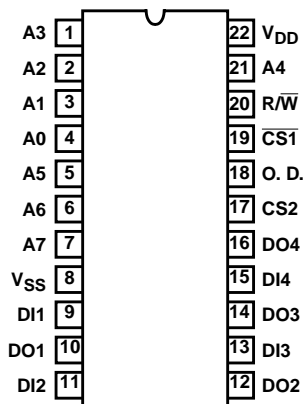 A3 1 22 VDD
A2 2 21 A4
A1 3 20 R/W̅
A0 4 19 C̅S̅1̅
A5 5 18 O. D.
A6 6 17 CS2
A7 7 16 DO4
VSS 8 15 DI4
DI1 9 14 DO3
DO1 10 13 DI3
DI2 11 12 DO2